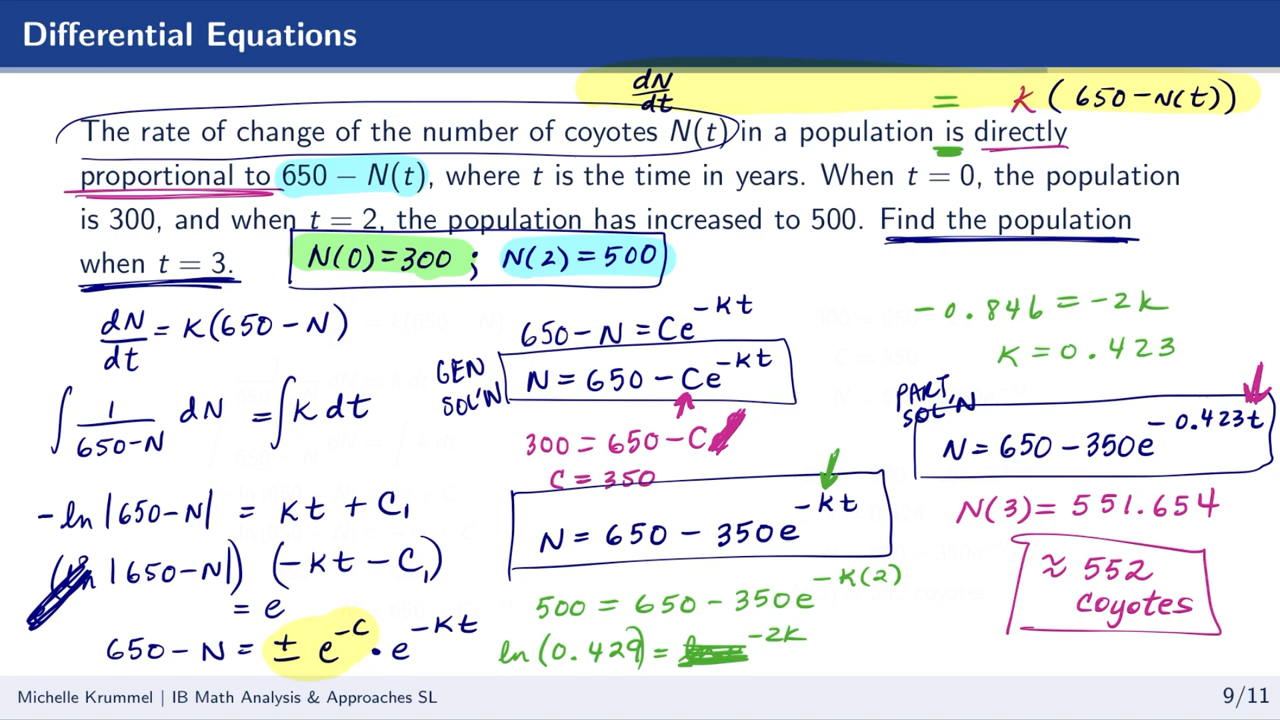 Differential Equations
dN/dt = K(650-N(t))
The rate of change of the number of coyotes N(t) in a population is directly
proportional to 650 − N(t), where t is the time in years. When t = 0, the population
is 300, and when t = 2, the population has increased to 500. Find the population
when t = 3.
N(0)=300 ; N(2)=500
dN/dt = K(650-N)
∫ 1/(650-N) dN = ∫ K dt
-ln|650-N| = Kt + C₁
|650-N| (-Kt-C₁)
= e
650-N = ± e^-C · e^-Kt
650-N = Ce^-Kt
GEN
SOL'N
N = 650 - Ce^-Kt
300 = 650-C
C = 350
N = 650 - 350e^-Kt
500 = 650-350e^-K(2)
ln(0.429) = -2K
-0.846 = -2K
K = 0.423
PART
SOL'N
N = 650-350e^-0.423t
N(3) = 551.654
≈ 552
coyotes
Michelle Krummel | IB Math Analysis & Approaches SL
9/11